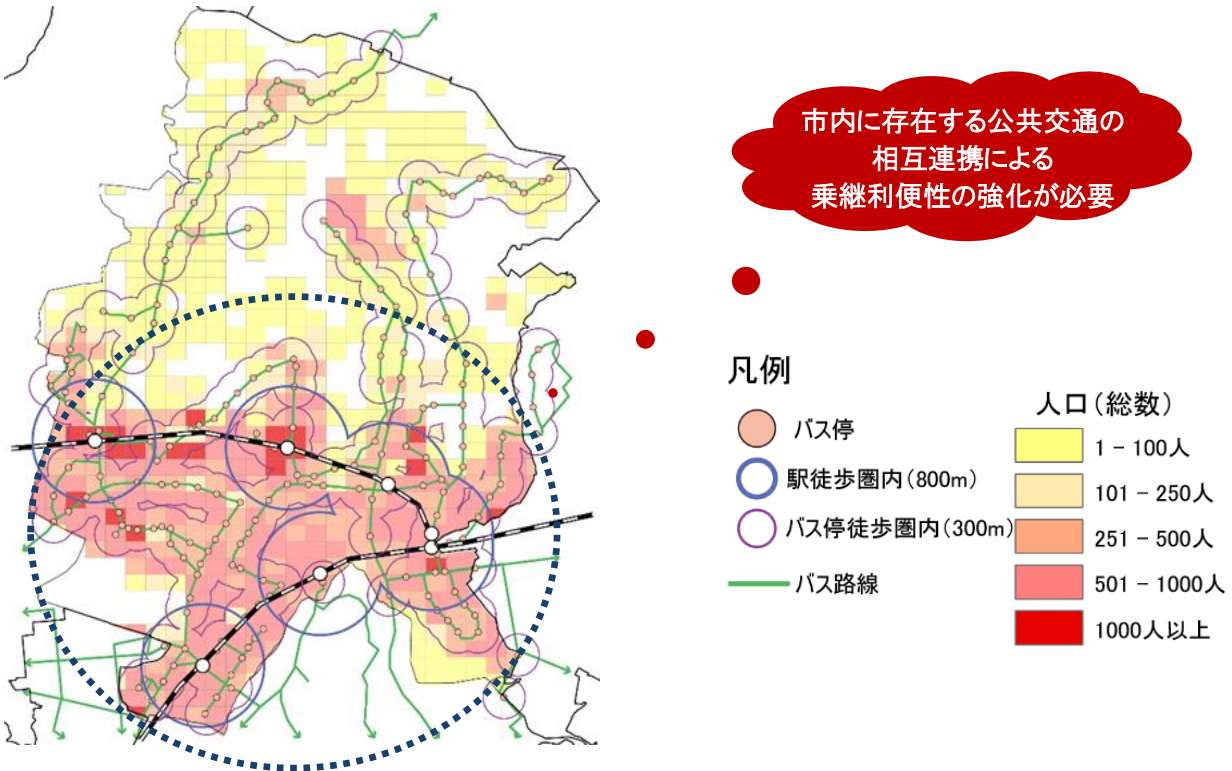 市内に存在する公共交通の
相互連携による
乗継利便性の強化が必要
凡例
バス停
駅徒歩圏内(800m)
バス停徒歩圏内(300m)
バス路線
人口(総数)
1 - 100人
101 - 250人
251 - 500人
501 - 1000人
1000人以上